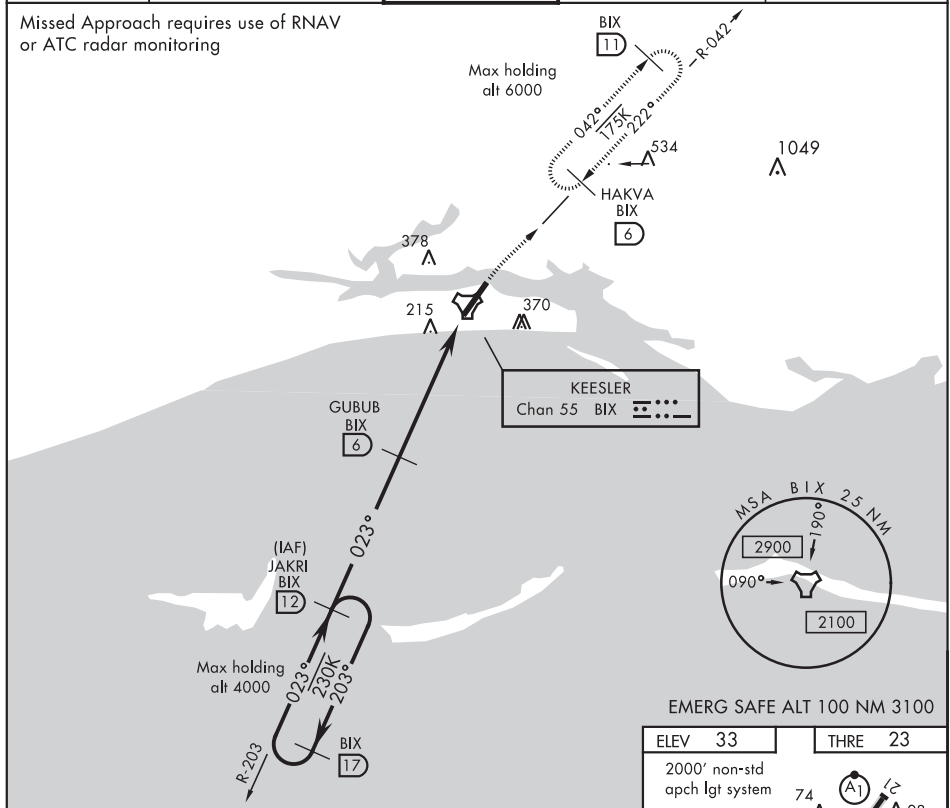 Missed Approach requires use of RNAV
or ATC radar monitoring
BIX
11
R-042
Max holding
alt 6000
042°
175K
222°
534
1049
HAKVA
BIX
6
378
215
370
KEESLER
Chan 55 BIX
GUBUB
BIX
6
023°
MSA BIX 25 NM
190°
2900
090°
2100
(IAF)
JAKRI
BIX
12
Max holding
alt 4000
023°
230K
203°
BIX
17
R-203
EMERG SAFE ALT 100 NM 3100
ELEV 33
THRE 23
2000' non-std
apch lgt system
74
A1
21